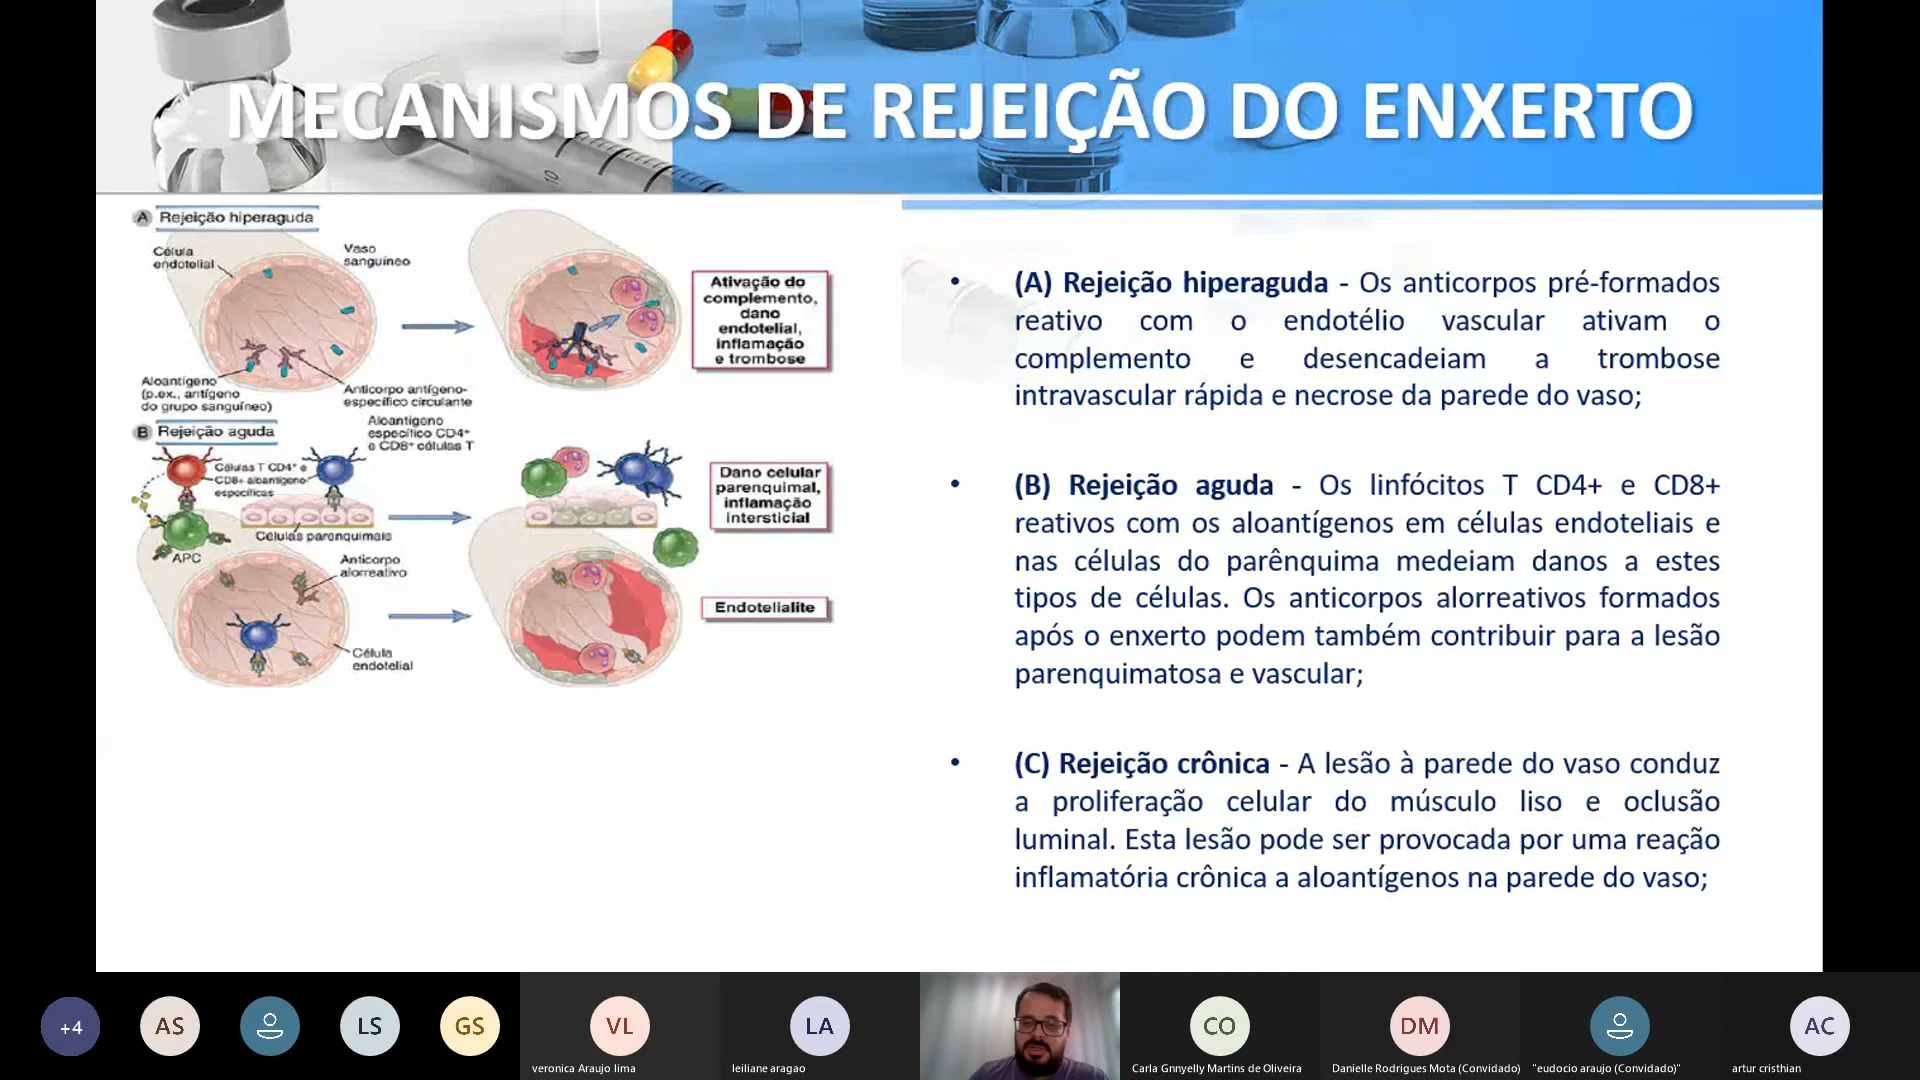 MECANISMOS DE REJEIÇÃO DO ENXERTO
A Rejeição hiperaguda
Célula
endotelial
Vaso
sanguíneo
Ativação do
complemento,
dano
endotelial,
inflamação
e trombose
Aloantígeno
(p.ex., antígeno
do grupo sanguíneo)
Anticorpo antígeno-
específico circulante
B Rejeição aguda
Aloantígeno
específico CD4+
e CD8+ células T
Células T CD4+ e
CD8+ aloantígeno
específicas
Dano celular
parenquimal,
inflamação
intersticial
Células parenquimais
APC
Anticorpo
alorreativo
Endotelialite
Célula
endotelial
• (A) Rejeição hiperaguda - Os anticorpos pré-formados
reativo com o endotélio vascular ativam o
complemento e desencadeiam a trombose
intravascular rápida e necrose da parede do vaso;
• (B) Rejeição aguda - Os linfócitos T CD4+ e CD8+
reativos com os aloantígenos em células endoteliais e
nas células do parênquima medeiam danos a estes
tipos de células. Os anticorpos alorreativos formados
após o enxerto podem também contribuir para a lesão
parenquimatosa e vascular;
• (C) Rejeição crônica - A lesão à parede do vaso conduz
a proliferação celular do músculo liso e oclusão
luminal. Esta lesão pode ser provocada por uma reação
inflamatória crônica a aloantígenos na parede do vaso;
10
+4
AS
LS
GS
VL
veronica Araujo lima
LA
leiliane aragao
CO
Carla Gnnyelly Martins de Oliveira
DM
Danielle Rodrigues Mota (Convidado)
"eudocio araujo (Convidado)"
AC
artur cristhian